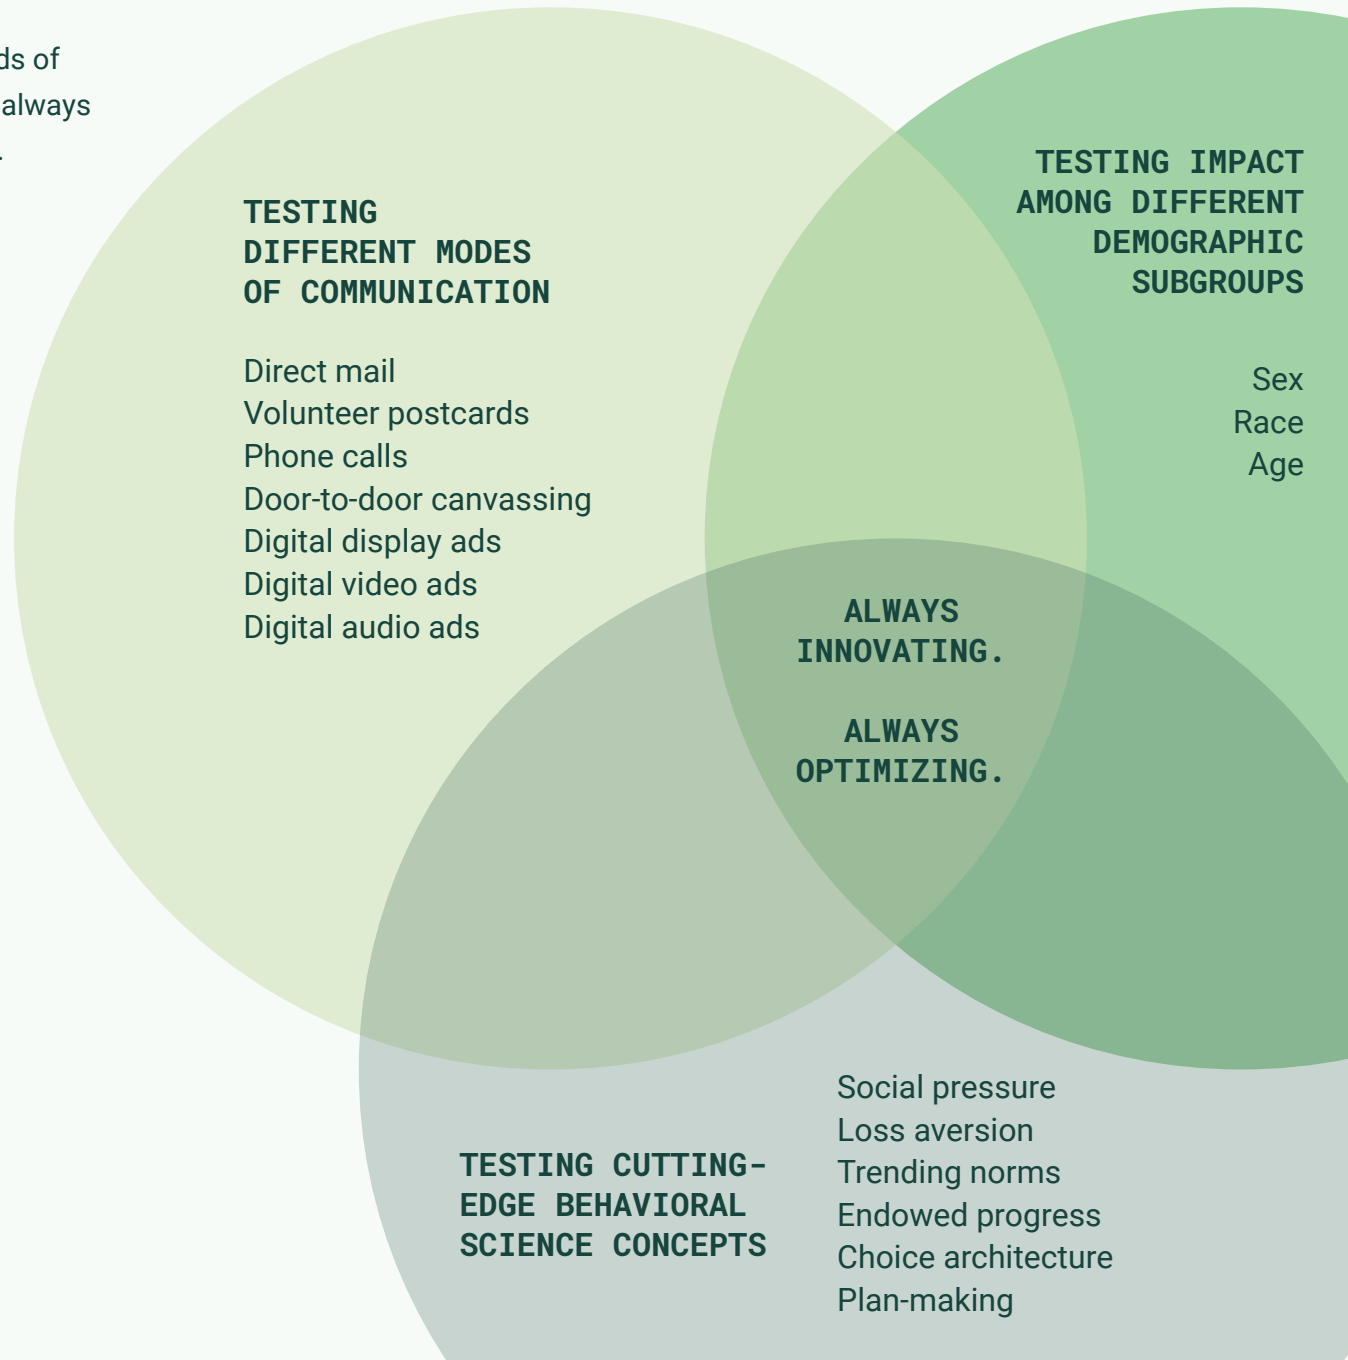 ds of
always
.
TESTING
DIFFERENT MODES
OF COMMUNICATION
Direct mail
Volunteer postcards
Phone calls
Door-to-door canvassing
Digital display ads
Digital video ads
Digital audio ads
TESTING IMPACT
AMONG DIFFERENT
DEMOGRAPHIC
SUBGROUPS
Sex
Race
Age
ALWAYS
INNOVATING.
ALWAYS
OPTIMIZING.
TESTING CUTTING-
EDGE BEHAVIORAL
SCIENCE CONCEPTS
Social pressure
Loss aversion
Trending norms
Endowed progress
Choice architecture
Plan-making